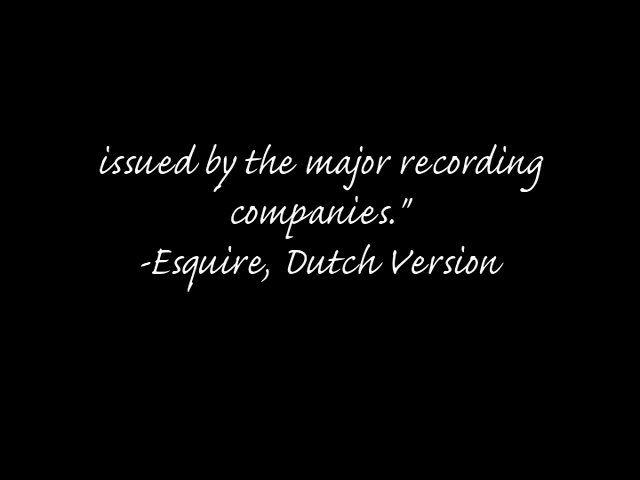 issued by the major recording
companies."
-Esquire, Dutch Version